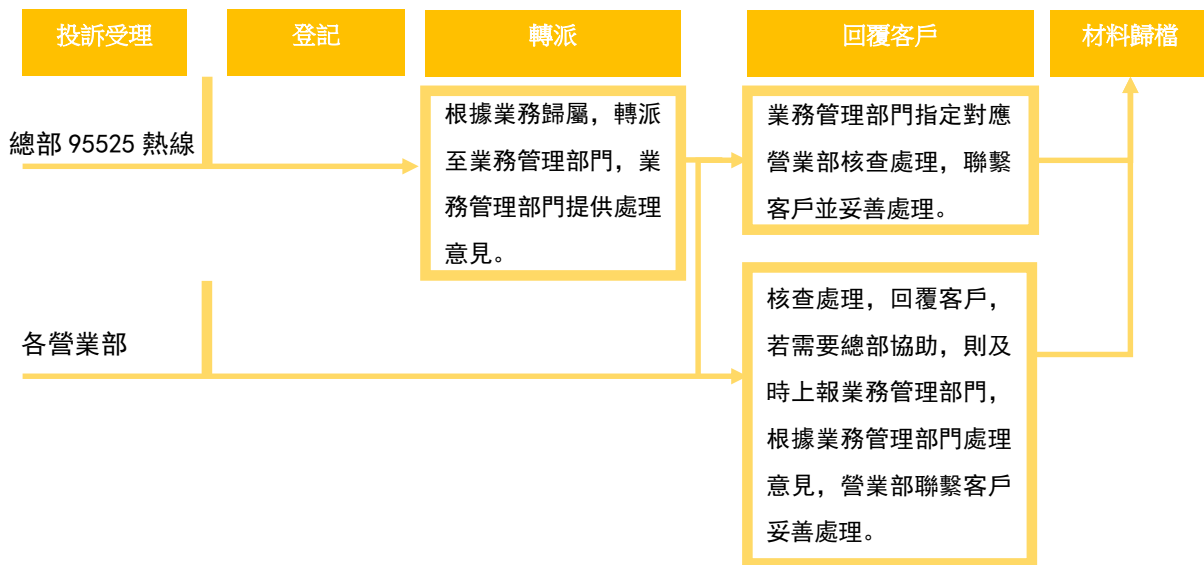 投訴受理
登記
轉派
回覆客戶
材料歸檔
總部 95525 熱線
根據業務歸屬，轉派
至業務管理部門，業
務管理部門提供處理
意見。
業務管理部門指定對應
營業部核查處理，聯繫
客戶並妥善處理。
各營業部
核查處理，回覆客戶，
若需要總部協助，則及
時上報業務管理部門，
根據業務管理部門處理
意見，營業部聯繫客戶
妥善處理。